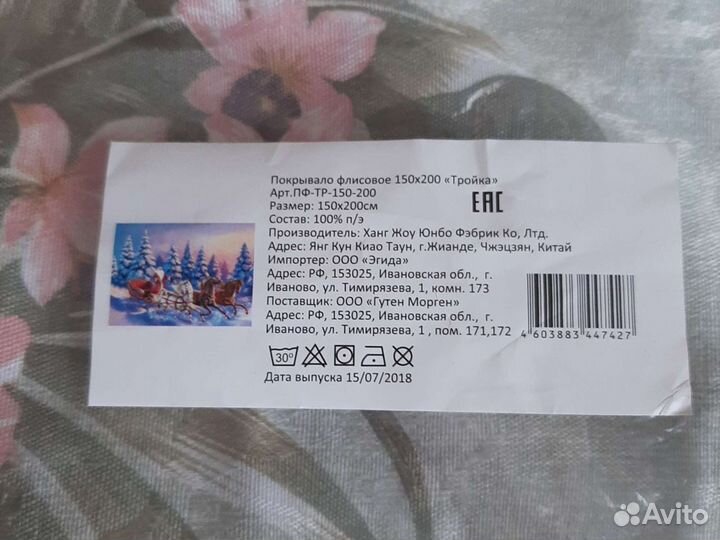 Покрывало флисовое 150х200 «Тройка»
Арт.ПФ-ТР-150-200
Размер: 150х200см
EAC
Состав: 100% п/э
Производитель: Ханг Жоу Юнбо Фэбрик Ко, Лтд.
Адрес: Янг Кун Киао Таун, г.Жианде, Чжэцзян, Китай
Импортер: ООО «Эгида»
Адрес: РФ, 153025, Ивановская обл., г.
Иваново, ул. Тимирязева, 1, комн. 173
Поставщик: ООО «Гутен Морген»
Адрес: РФ, 153025, Ивановская обл., г.
Иваново, ул. Тимирязева, 1 , пом. 171,172
4 603883 447427
30°
Дата выпуска 15/07/2018
Avito